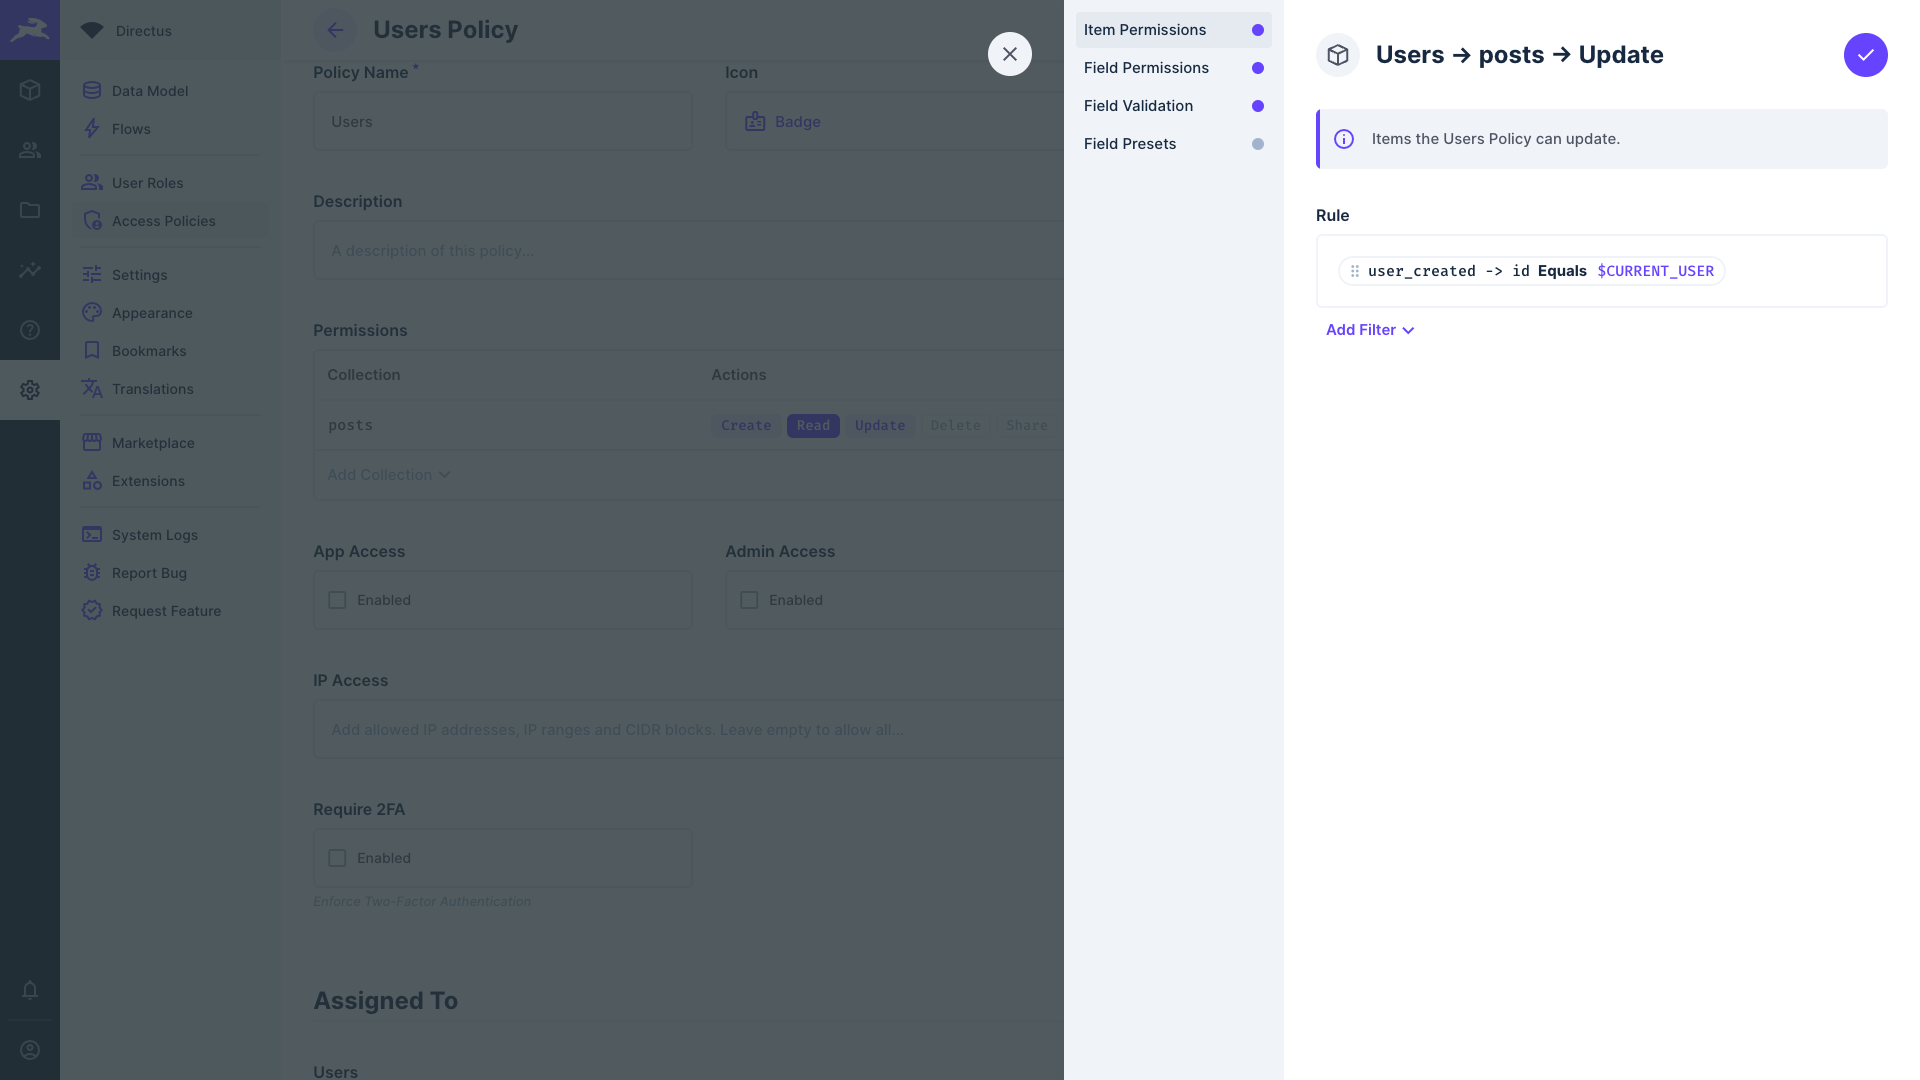 Directus
Data Model
Flows
User Roles
Access Policies
Settings
Appearance
Bookmarks
Translations
Marketplace
Extensions
System Logs
Report Bug
Request Feature
Users Policy
Policy Name *
Icon
Users
Badge
Description
A description of this policy...
Permissions
Collection
Actions
posts
Create
Read
Update
Delete
Share
Add Collection
App Access
Admin Access
Enabled
Enabled
IP Access
Add allowed IP addresses, IP ranges and CIDR blocks. Leave empty to allow all...
Require 2FA
Enabled
Enforce Two-Factor Authentication
Assigned To
Users
Item Permissions
Field Permissions
Field Validation
Field Presets
Users → posts → Update
Items the Users Policy can update.
Rule
user_created -> id Equals $CURRENT_USER
Add Filter